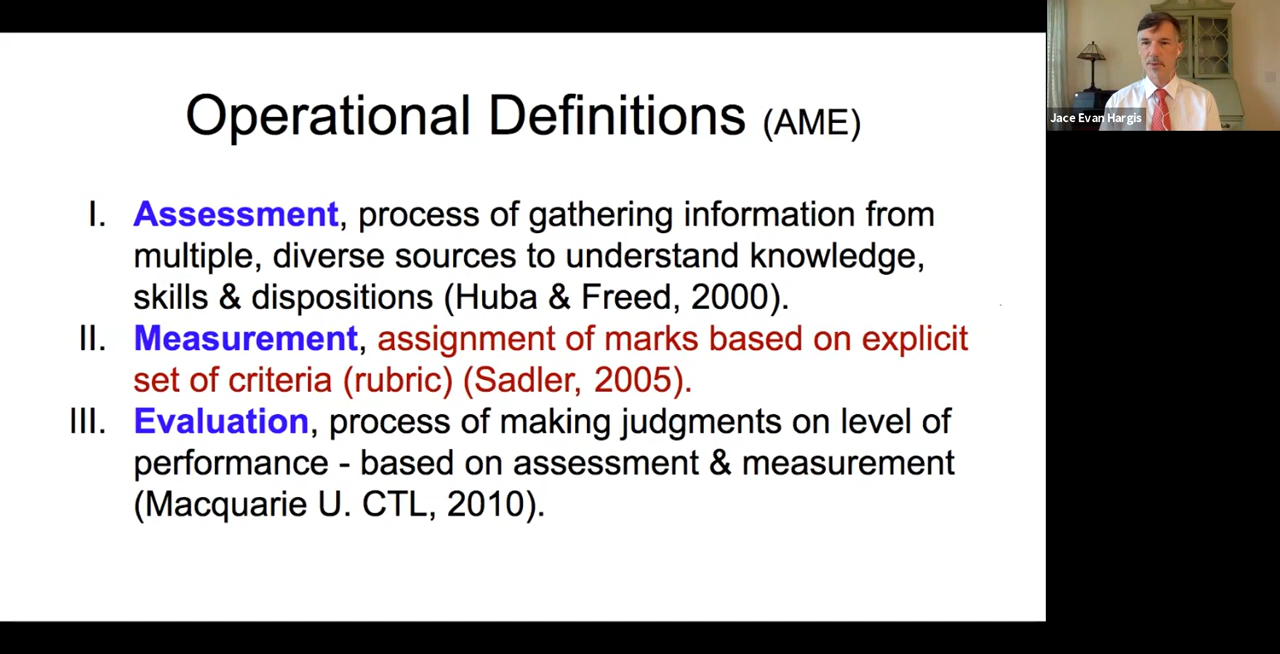 Operational Definitions (AME)
I. Assessment, process of gathering information from
multiple, diverse sources to understand knowledge,
skills & dispositions (Huba & Freed, 2000).
II. Measurement, assignment of marks based on explicit
set of criteria (rubric) (Sadler, 2005).
III. Evaluation, process of making judgments on level of
performance - based on assessment & measurement
(Macquarie U. CTL, 2010).
Jace Evan Hargis